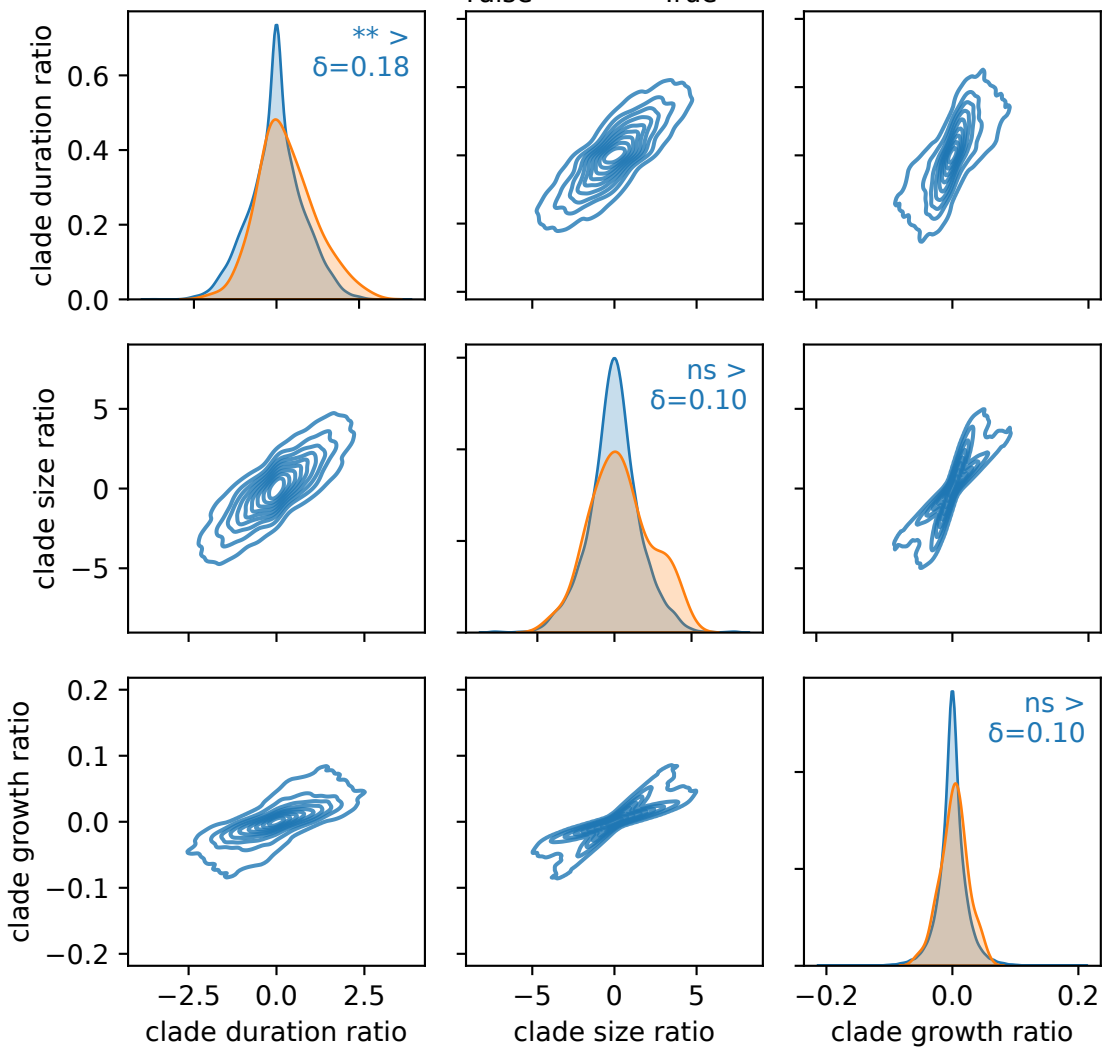 ** >
δ=0.18
clade duration ratio
0.6
0.4
0.2
0.0
ns >
δ=0.10
clade size ratio
5
0
−5
ns >
δ=0.10
clade growth ratio
0.2
0.1
0.0
−0.1
−0.2
−2.5 0.0 2.5
−5 0 5
−0.2 0.0 0.2
clade duration ratio
clade size ratio
clade growth ratio